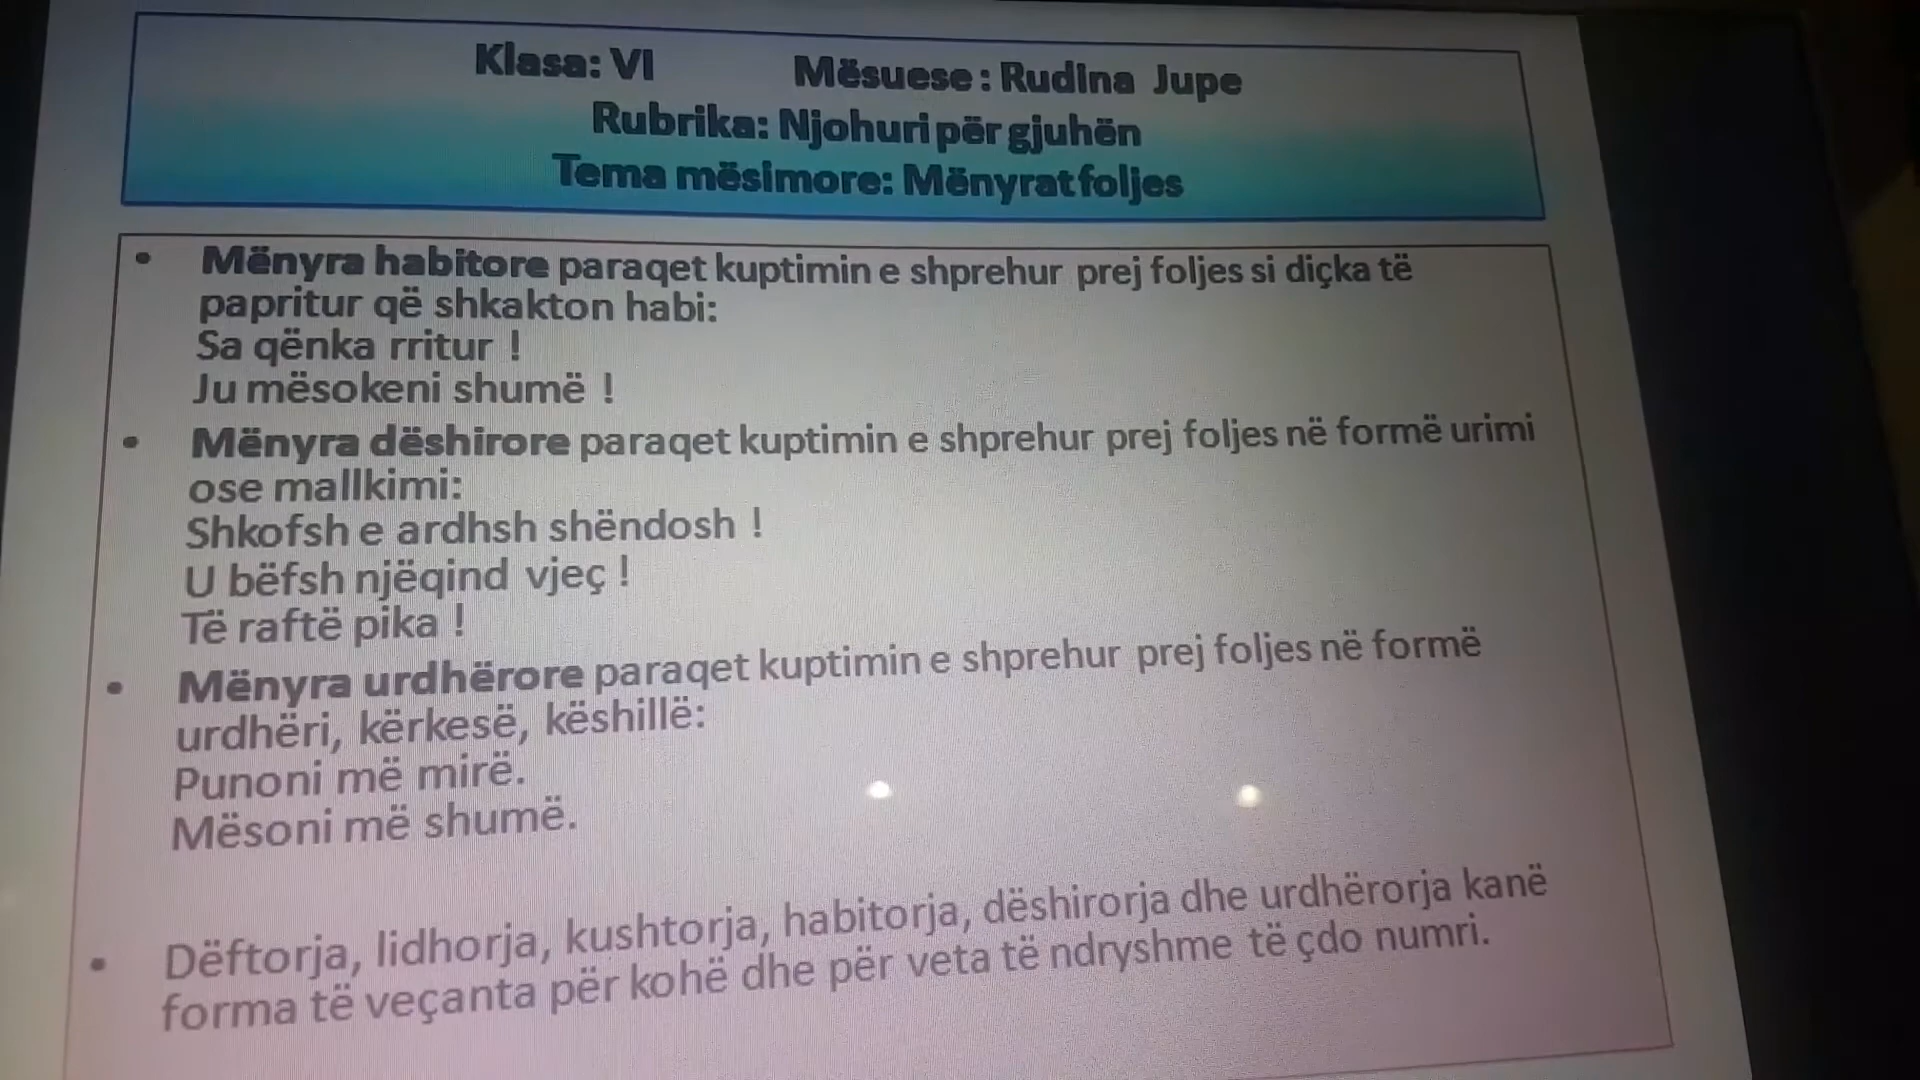 Klasa: VI Mësuese : Rudina Jupe
Rubrika: Njohuri për gjuhën
Tema mësimore: Mënyrat foljes
• Mënyra habitore paraqet kuptimin e shprehur prej foljes si diçka të
papritur që shkakton habi:
Sa qënka rritur !
Ju mësokeni shumë !
• Mënyra dëshirore paraqet kuptimin e shprehur prej foljes në formë urimi
ose mallkimi:
Shkofsh e ardhsh shëndosh !
U bëfsh njëqind vjeç !
Të raftë pika !
• Mënyra urdhërore paraqet kuptimin e shprehur prej foljes në formë
urdhëri, kërkesë, këshillë:
Punoni më mirë.
Mësoni më shumë.
• Dëftorja, lidhorja, kushtorja, habitorja, dëshirorja dhe urdhërorja kanë
forma të veçanta për kohë dhe për veta të ndryshme të çdo numri.